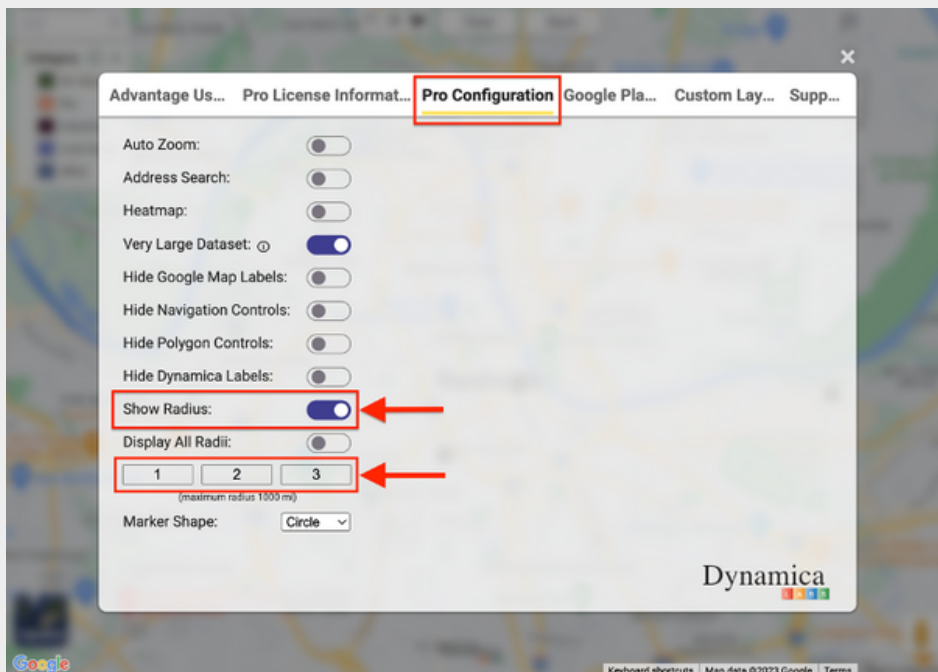 Advantage Us... Pro License Informat... Pro Configuration Google Pla... Custom Lay... Supp...
Auto Zoom:
Address Search:
Heatmap:
Very Large Dataset:
Hide Google Map Labels:
Hide Navigation Controls:
Hide Polygon Controls:
Hide Dynamica Labels:
Show Radius:
Display All Radii:
1 2 3
(maximum radius 1000 mi)
Marker Shape: Circle
Dynamica
LABS
Google
Keyboard shortcuts Map data ©2023 Google Terms